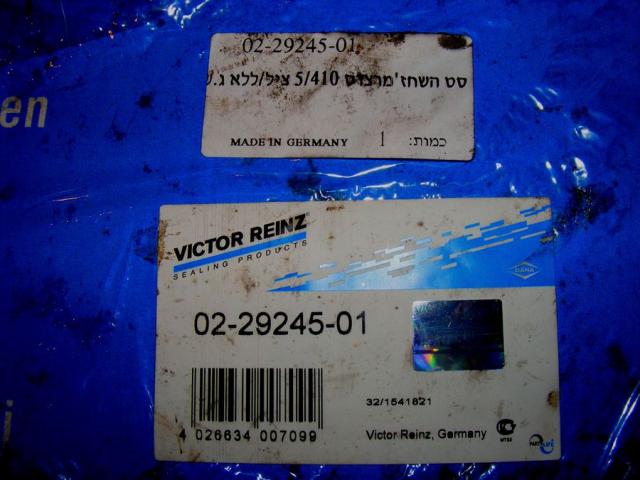 en
02-29245-01
סט השחז'מרצדס 5/410 ציל/ללא ג.ש
MADE IN GERMANY 1 כמות:
VICTOR REINZ
SEALING PRODUCTS
DANA
02-29245-01
32/1541821
4 026634 007099
Victor Reinz, Germany
i